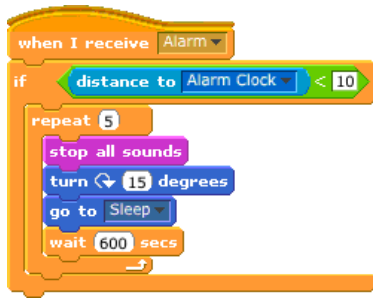 when I receive Alarm
if distance to Alarm Clock < 10
repeat 5
stop all sounds
turn 15 degrees
go to Sleep
wait 600 secs